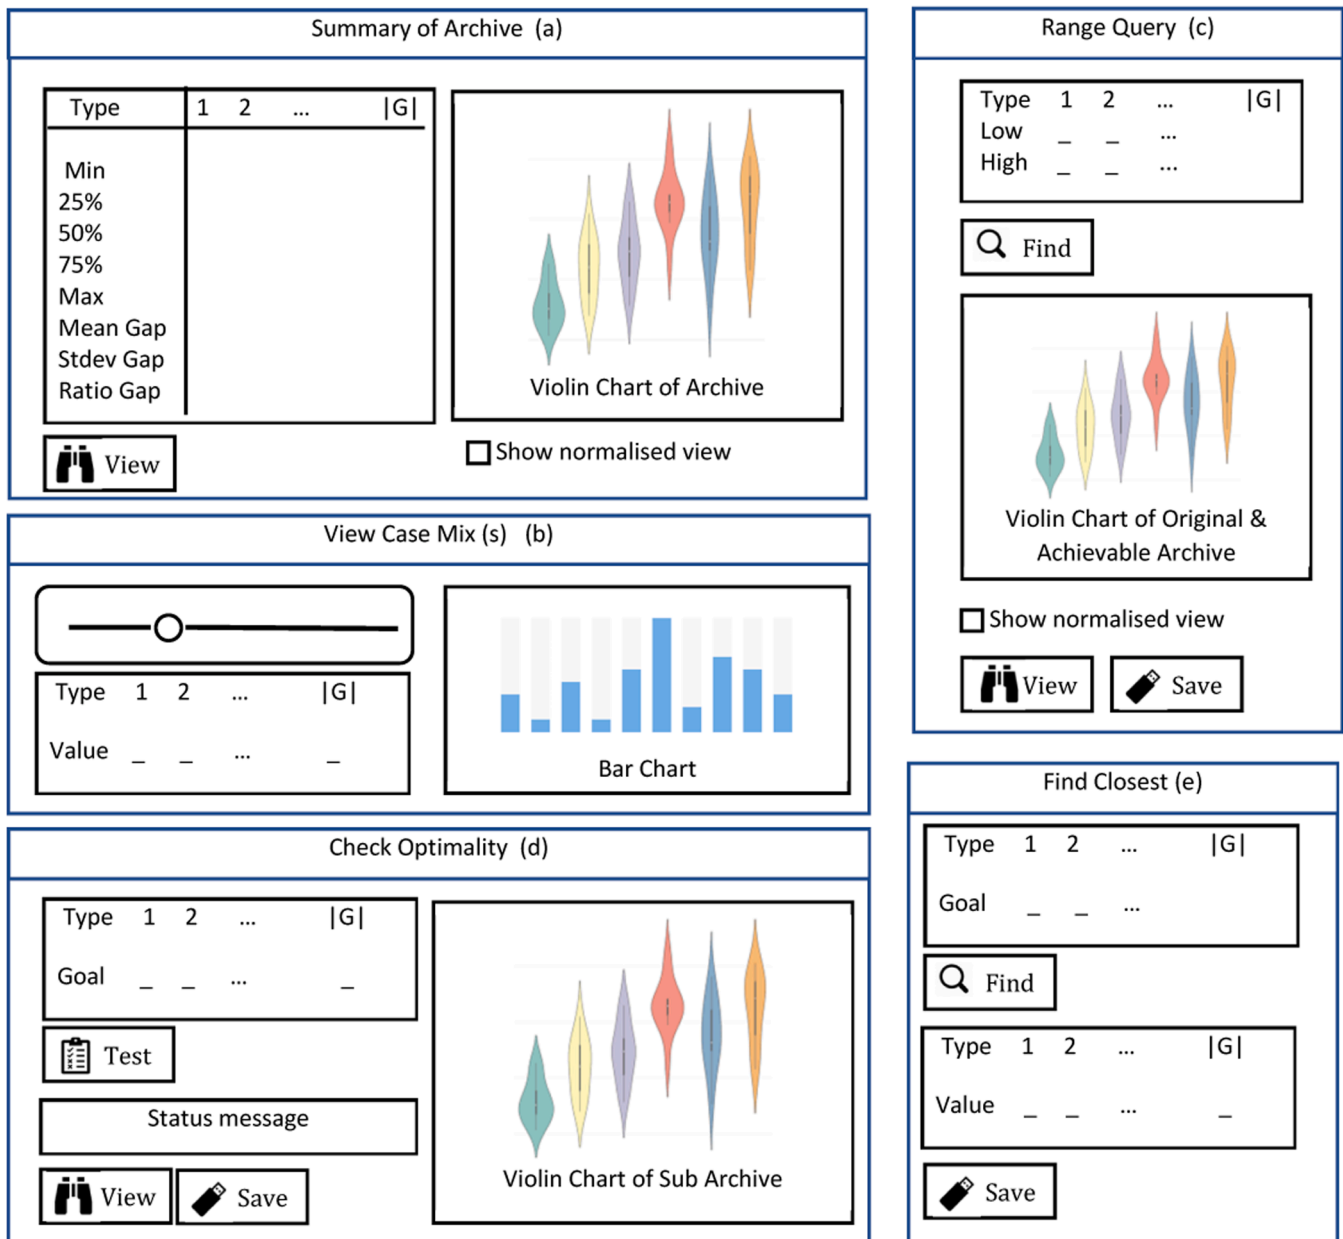 Summary of Archive (a)
Type 1 2 ... |G|
Min
25%
50%
75%
Max
Mean Gap
Stdev Gap
Ratio Gap
View
Violin Chart of Archive
Show normalised view
View Case Mix (s) (b)
Type 1 2 ... |G|
Value _ _ ... _
Bar Chart
Check Optimality (d)
Type 1 2 ... |G|
Goal _ _ ... _
Test
Status message
View Save
Violin Chart of Sub Archive
Range Query (c)
Type 1 2 ... |G|
Low _ _ ...
High _ _ ...
Find
Violin Chart of Original &
Achievable Archive
Show normalised view
View Save
Find Closest (e)
Type 1 2 ... |G|
Goal _ _ ...
Find
Type 1 2 ... |G|
Value _ _ ... _
Save